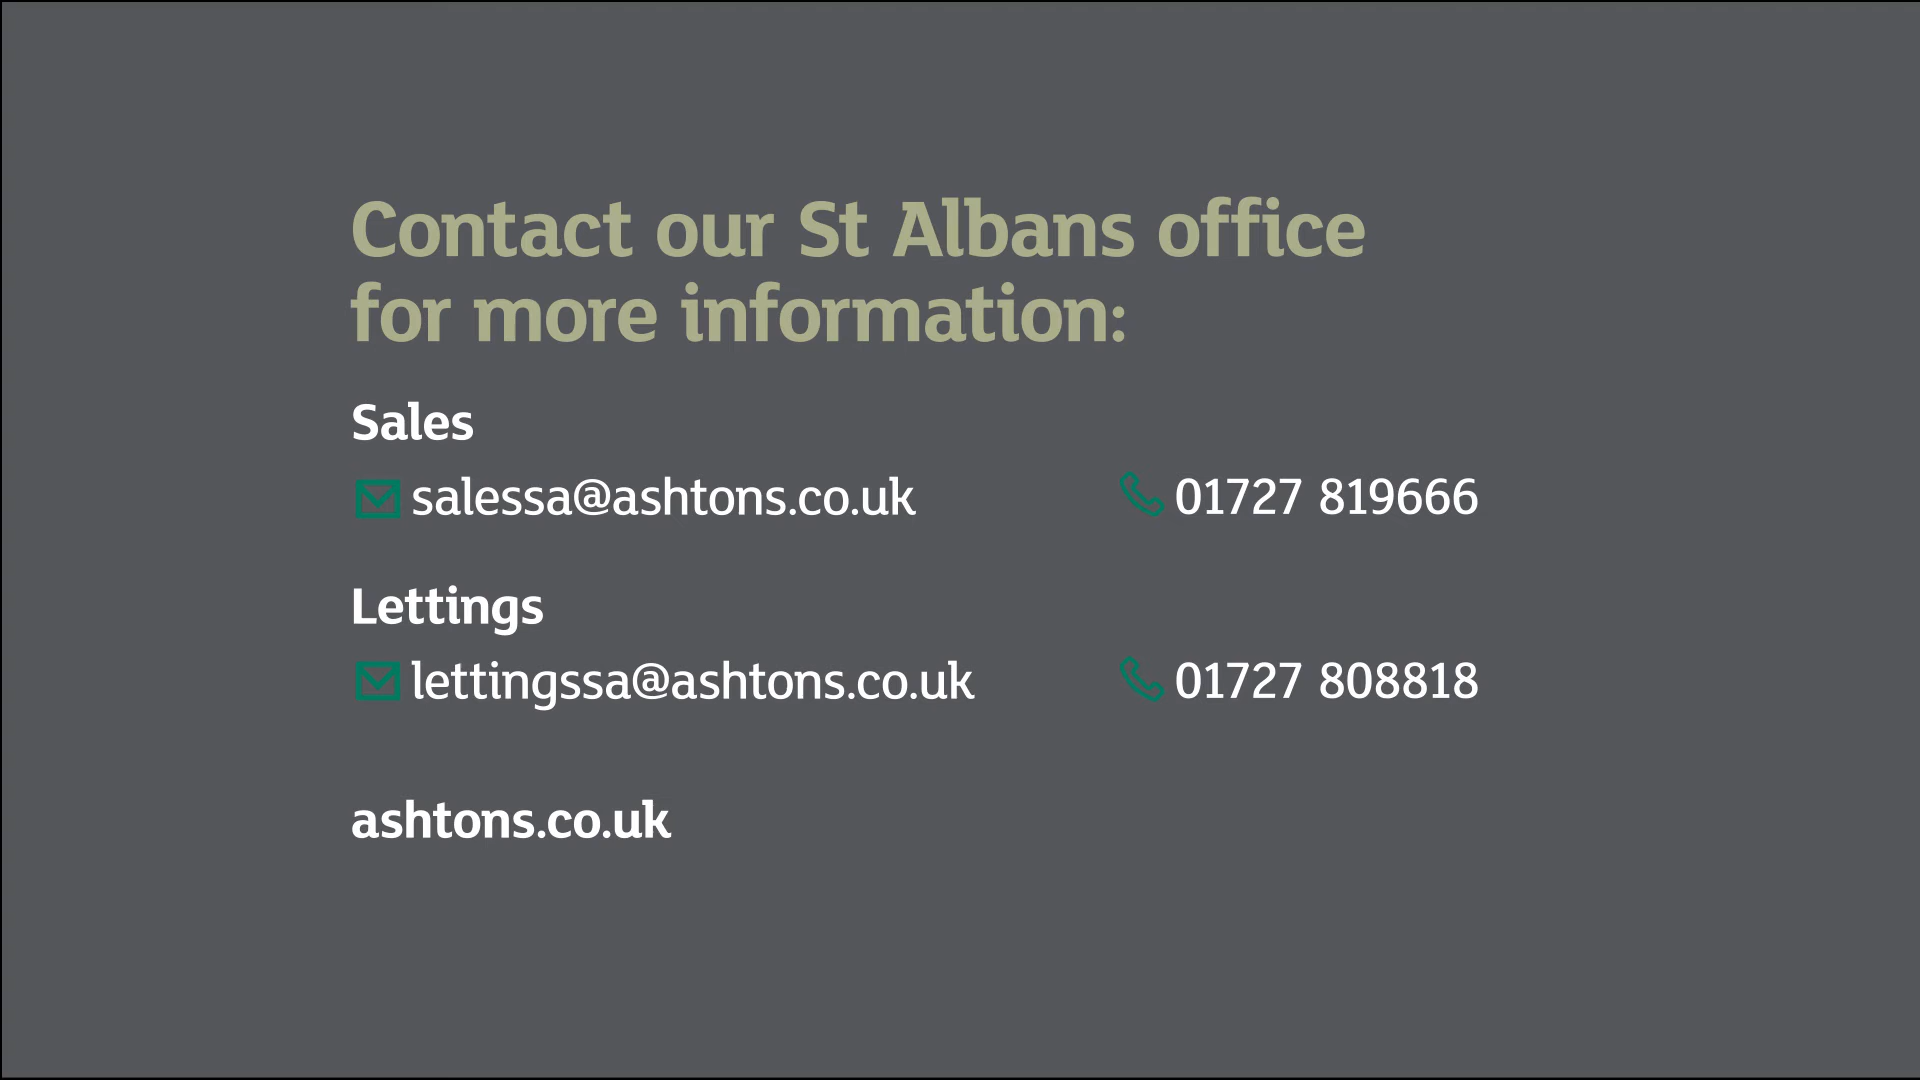 Contact our St Albans office
for more information:
Sales
salessa@ashtons.co.uk 01727 819666
Lettings
lettingssa@ashtons.co.uk 01727 808818
ashtons.co.uk